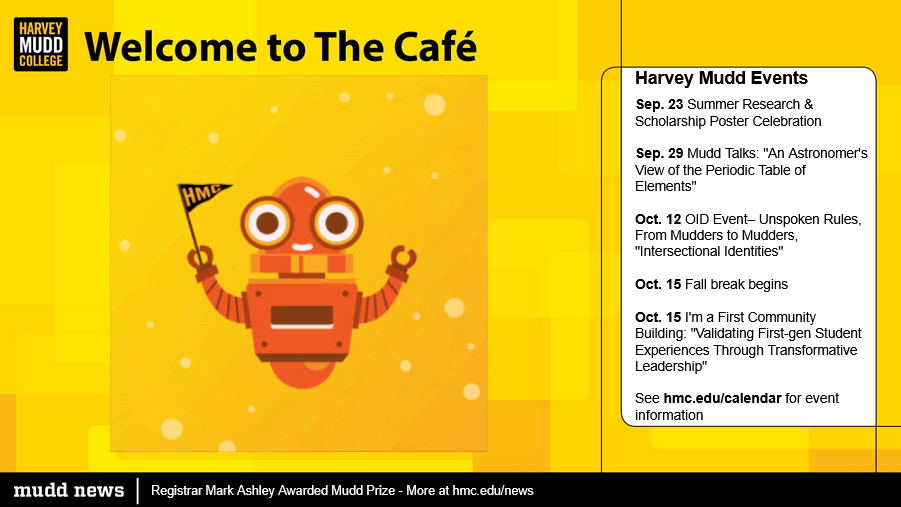 HARVEY
MUDD
COLLEGE
Welcome to The Café
HMC
Harvey Mudd Events
Sep. 23 Summer Research &
Scholarship Poster Celebration
Sep. 29 Mudd Talks: "An Astronomer's
View of the Periodic Table of
Elements"
Oct. 12 OID Event– Unspoken Rules,
From Mudders to Mudders,
"Intersectional Identities"
Oct. 15 Fall break begins
Oct. 15 I'm a First Community
Building: "Validating First-gen Student
Experiences Through Transformative
Leadership"
See hmc.edu/calendar for event
information
mudd news
Registrar Mark Ashley Awarded Mudd Prize - More at hmc.edu/news